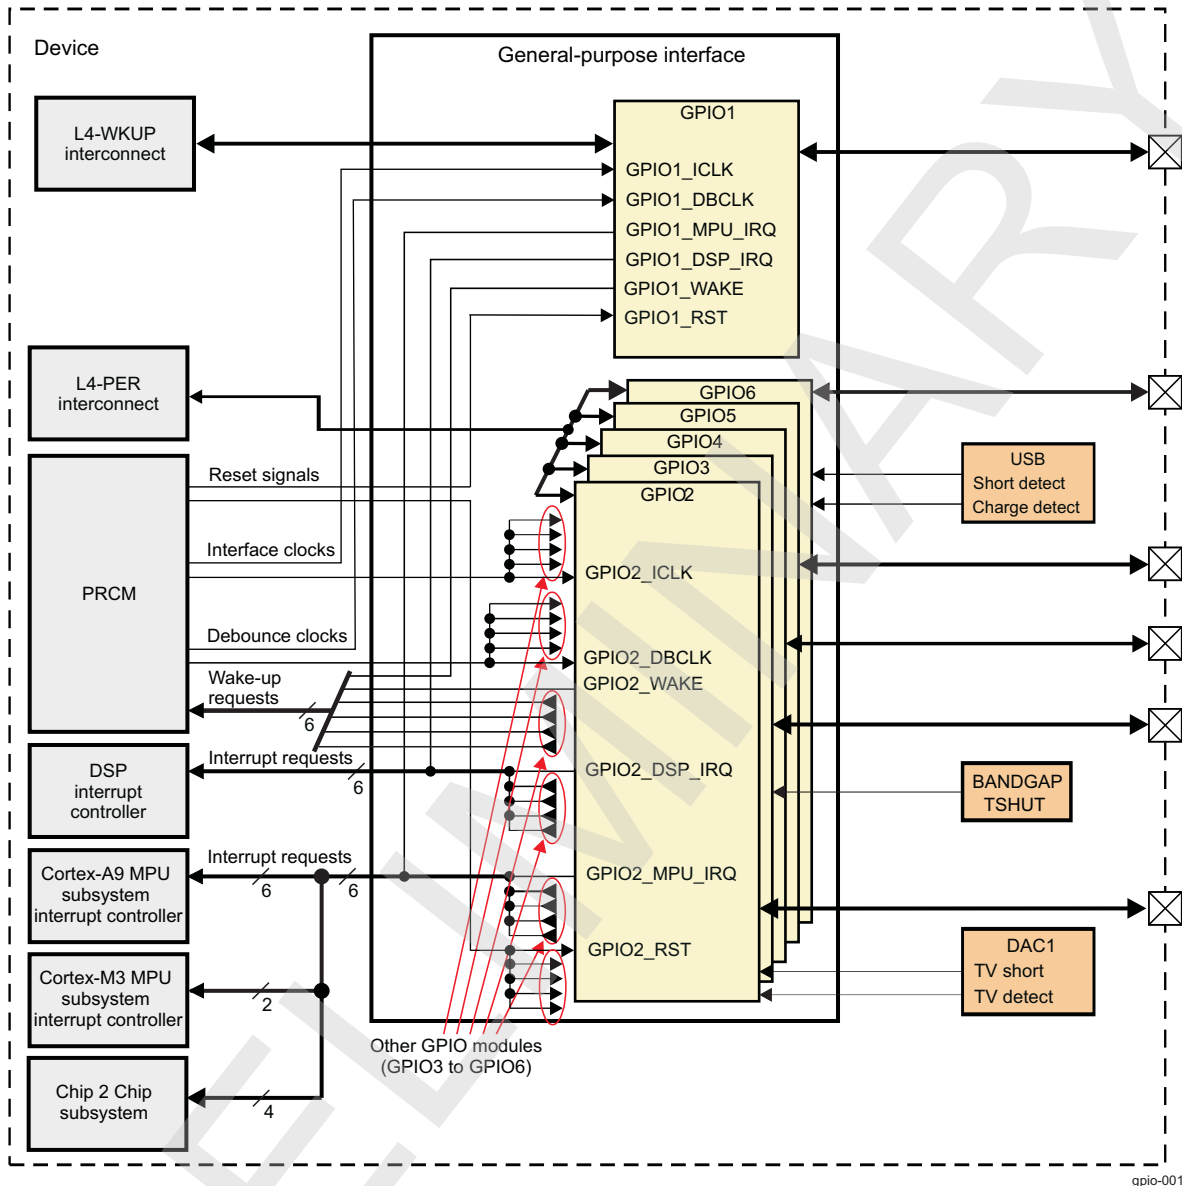 Device
General-purpose interface
L4-WKUP
interconnect
GPIO1
GPIO1_ICLK
GPIO1_DBCLK
GPIO1_MPU_IRQ
GPIO1_DSP_IRQ
GPIO1_WAKE
GPIO1_RST
L4-PER
interconnect
GPIO6
GPIO5
GPIO4
GPIO3
GPIO2
USB
Short detect
Charge detect
PRCM
Reset signals
Interface clocks
Debounce clocks
Wake-up
requests
6
GPIO2_ICLK
GPIO2_DBCLK
GPIO2_WAKE
DSP
interrupt
controller
Interrupt requests
6
GPIO2_DSP_IRQ
BANDGAP
TSHUT
Cortex-A9 MPU
subsystem
interrupt controller
Interrupt requests
6
6
GPIO2_MPU_IRQ
GPIO2_RST
DAC1
TV short
TV detect
Cortex-M3 MPU
subsystem
interrupt controller
2
Other GPIO modules
(GPIO3 to GPIO6)
Chip 2 Chip
subsystem
4
gpio-001
ELIMINARY